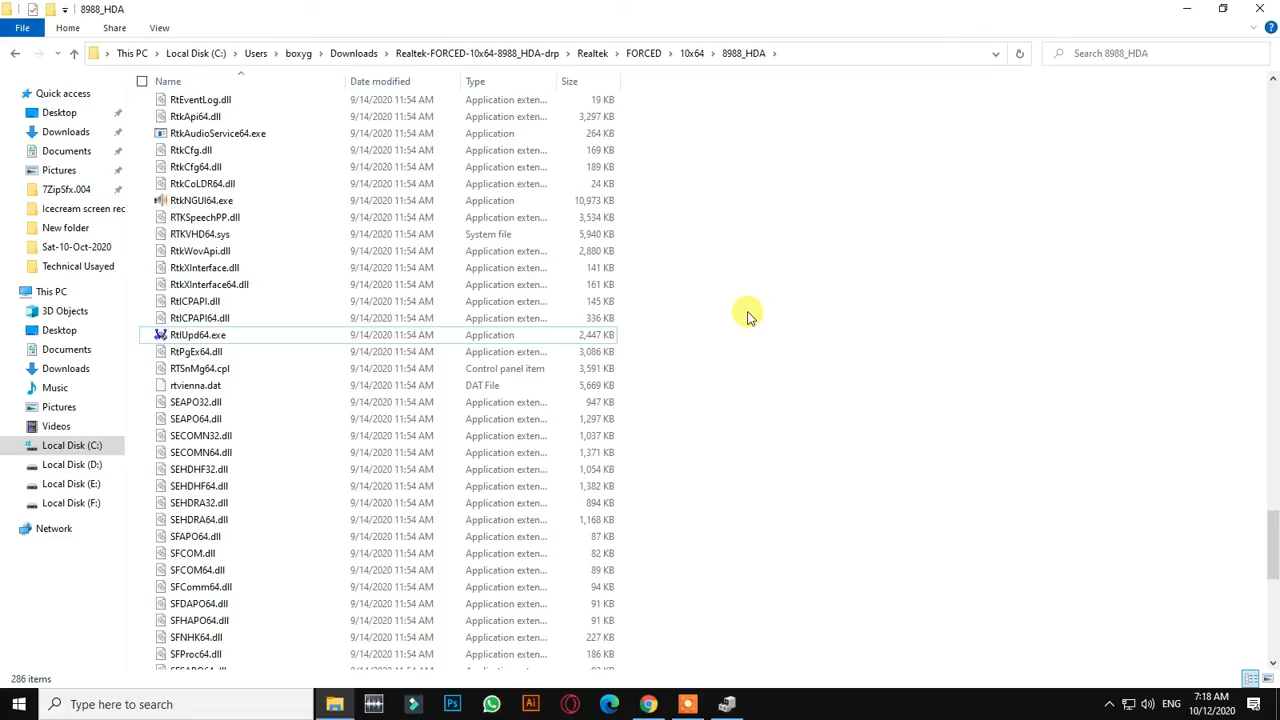 8988_HDA
File Home Share View
This PC Local Disk (C:) Users boxyg Downloads Realtek-FORCED-10x64-8988_HDA-drp Realtek FORCED 10x64 8988_HDA Search 8988_HDA
Quick access
Desktop
Downloads
Documents
Pictures
7ZipSfx.004
Icecream screen rec
New folder
Sat-10-Oct-2020
Technical Usayed
This PC
3D Objects
Desktop
Documents
Downloads
Music
Pictures
Videos
Local Disk (C:)
Local Disk (D:)
Local Disk (E:)
Local Disk (F:)
Network
Name Date modified Type Size
RtEventLog.dll 9/14/2020 11:54 AM Application exten... 19 KB
RtkApi64.dll 9/14/2020 11:54 AM Application exten... 3,297 KB
RtkAudioService64.exe 9/14/2020 11:54 AM Application 264 KB
RtkCfg.dll 9/14/2020 11:54 AM Application exten... 169 KB
RtkCfg64.dll 9/14/2020 11:54 AM Application exten... 189 KB
RtkCoLDR64.dll 9/14/2020 11:54 AM Application exten... 24 KB
RtkNGUI64.exe 9/14/2020 11:54 AM Application 10,973 KB
RTKSpeechPP.dll 9/14/2020 11:54 AM Application exten... 3,534 KB
RTKVHD64.sys 9/14/2020 11:54 AM System file 5,940 KB
RtkWovApi.dll 9/14/2020 11:54 AM Application exten... 2,880 KB
RtkXInterface.dll 9/14/2020 11:54 AM Application exten... 141 KB
RtkXInterface64.dll 9/14/2020 11:54 AM Application exten... 161 KB
RtlCPAPI.dll 9/14/2020 11:54 AM Application exten... 145 KB
RtlCPAPI64.dll 9/14/2020 11:54 AM Application exten... 336 KB
RtlUpd64.exe 9/14/2020 11:54 AM Application 2,447 KB
RtPgEx64.dll 9/14/2020 11:54 AM Application exten... 3,086 KB
RTSnMg64.cpl 9/14/2020 11:54 AM Control panel item 3,591 KB
rtvienna.dat 9/14/2020 11:54 AM DAT File 5,669 KB
SEAPO32.dll 9/14/2020 11:54 AM Application exten... 947 KB
SEAPO64.dll 9/14/2020 11:54 AM Application exten... 1,297 KB
SECOMN32.dll 9/14/2020 11:54 AM Application exten... 1,037 KB
SECOMN64.dll 9/14/2020 11:54 AM Application exten... 1,371 KB
SEHDHF32.dll 9/14/2020 11:54 AM Application exten... 1,054 KB
SEHDHF64.dll 9/14/2020 11:54 AM Application exten... 1,382 KB
SEHDRA32.dll 9/14/2020 11:54 AM Application exten... 894 KB
SEHDRA64.dll 9/14/2020 11:54 AM Application exten... 1,168 KB
SFAPO64.dll 9/14/2020 11:54 AM Application exten... 87 KB
SFCOM.dll 9/14/2020 11:54 AM Application exten... 82 KB
SFCOM64.dll 9/14/2020 11:54 AM Application exten... 89 KB
SFComm64.dll 9/14/2020 11:54 AM Application exten... 94 KB
SFDAPO64.dll 9/14/2020 11:54 AM Application exten... 91 KB
SFHAPO64.dll 9/14/2020 11:54 AM Application exten... 91 KB
SFNHK64.dll 9/14/2020 11:54 AM Application exten... 227 KB
SFProc64.dll 9/14/2020 11:54 AM Application exten... 186 KB
286 items
Type here to search
ENG
7:18 AM
10/12/2020